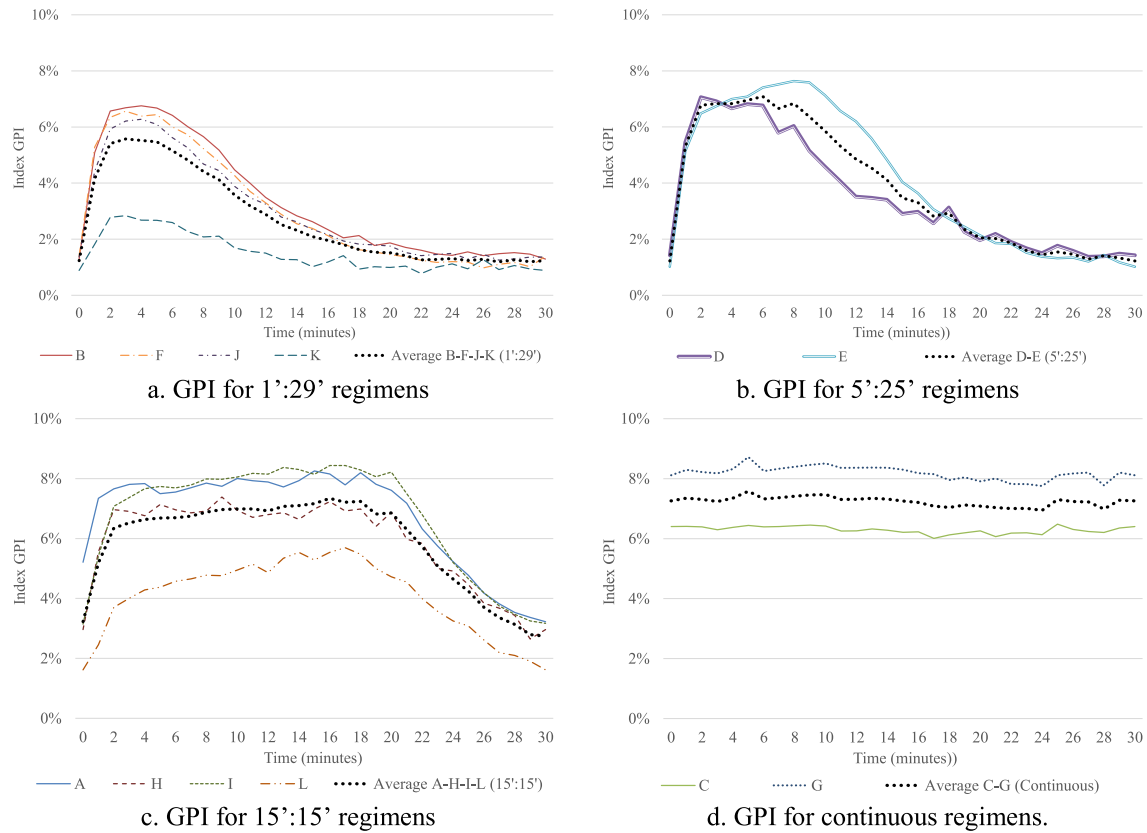 10%
8%
6%
4%
2%
0%
Index GPI
0 2 4 6 8 10 12 14 16 18 20 22 24 26 28 30
Time (minutes)
B F J K Average B-F-J-K (1':29')
a. GPI for 1’:29’ regimens
10%
8%
6%
4%
2%
0%
Index GPI
0 2 4 6 8 10 12 14 16 18 20 22 24 26 28 30
Time (minutes))
D E Average D-E (5':25')
b. GPI for 5’:25’ regimens
10%
8%
6%
4%
2%
0%
Index GPI
0 2 4 6 8 10 12 14 16 18 20 22 24 26 28 30
Time (minutes)
A H I L Average A-H-I-L (15':15')
c. GPI for 15’:15’ regimens
10%
8%
6%
4%
2%
0%
Index GPI
0 2 4 6 8 10 12 14 16 18 20 22 24 26 28 30
Time (minutes))
C G Average C-G (Continuous)
d. GPI for continuous regimens.